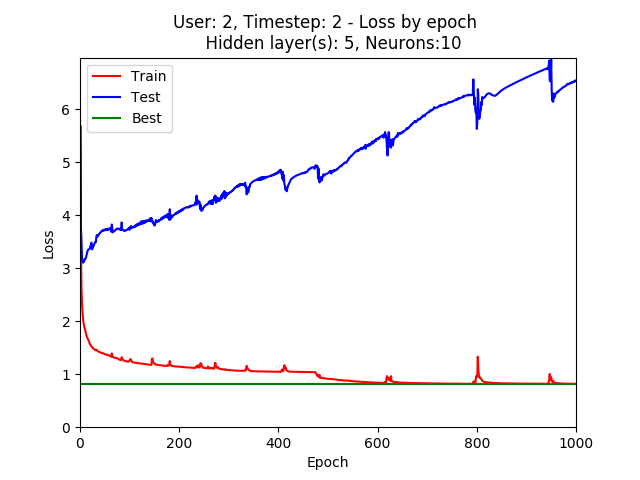 User: 2, Timestep: 2 - Loss by epoch
Hidden layer(s): 5, Neurons:10
Train
Test
Best
Loss
6
5
4
3
2
1
0
0 200 400 600 800 1000
Epoch